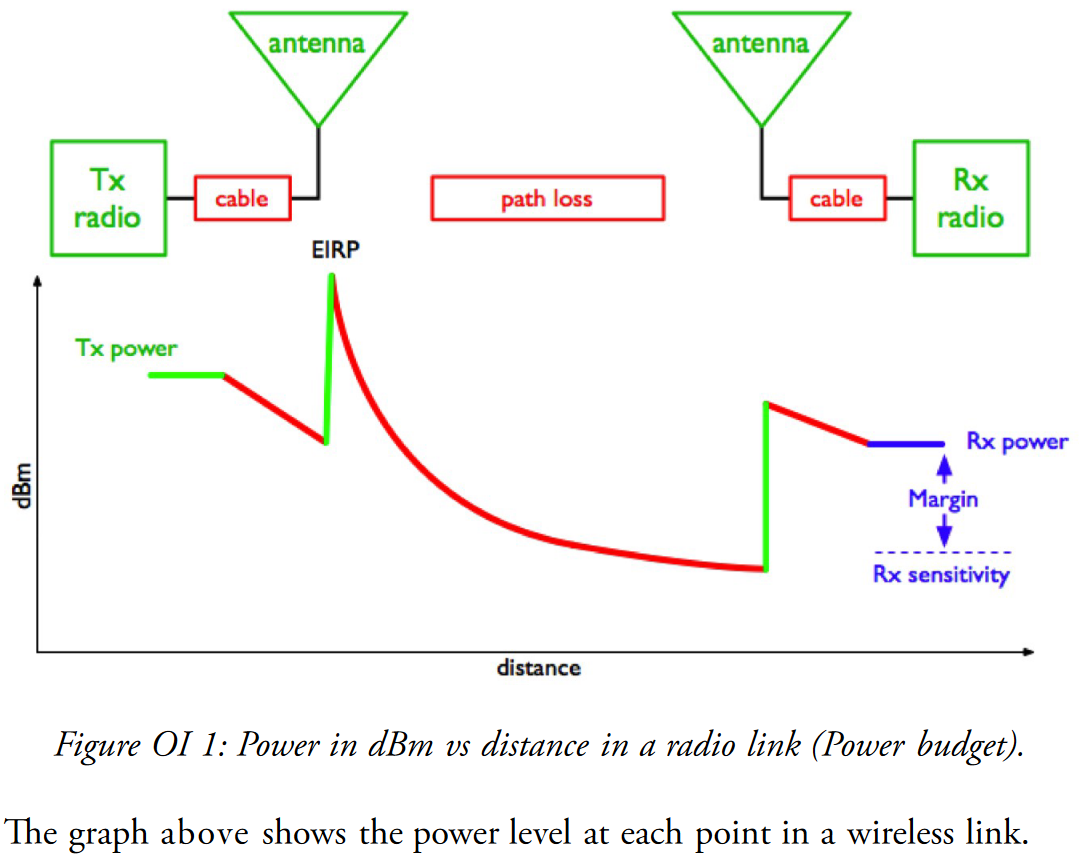 antenna
antenna
Tx
radio
cable
path loss
cable
Rx
radio
EIRP
Tx power
dBm
Rx power
Margin
Rx sensitivity
distance
Figure OI 1: Power in dBm vs distance in a radio link (Power budget).
The graph above shows the power level at each point in a wireless link.